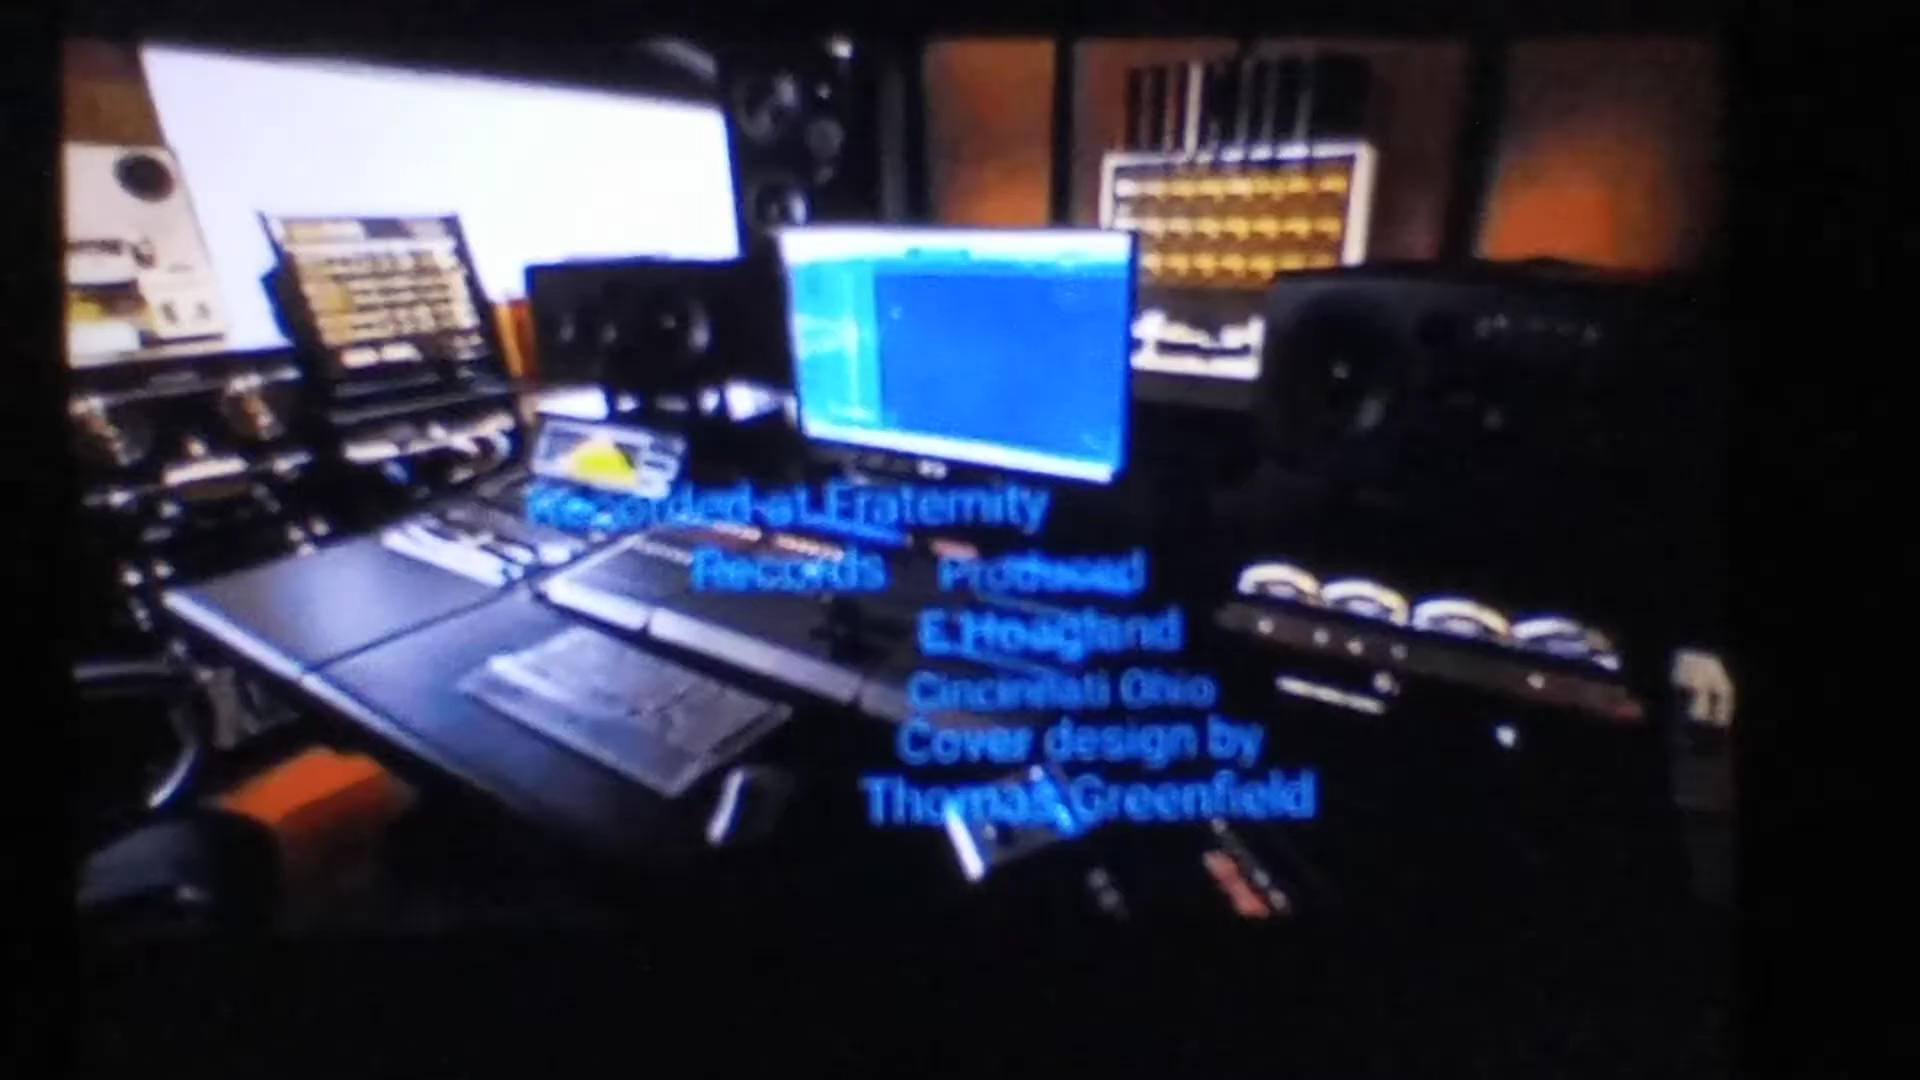 Recorded at Fraternity
Records Produced
E.Hoagland
Cincinnati Ohio
Cover design by
Thomas Greenfield